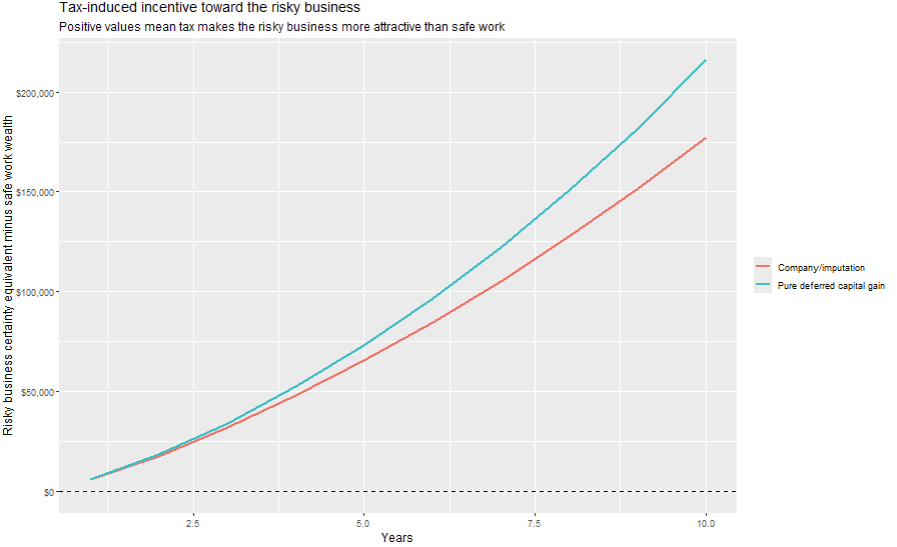 Tax-induced incentive toward the risky business
Positive values mean tax makes the risky business more attractive than safe work
Risky business certainty equivalent minus safe work wealth
$200,000
$150,000
$100,000
$50,000
$0
2.5
5.0
7.5
10.0
Years
Company/imputation
Pure deferred capital gain